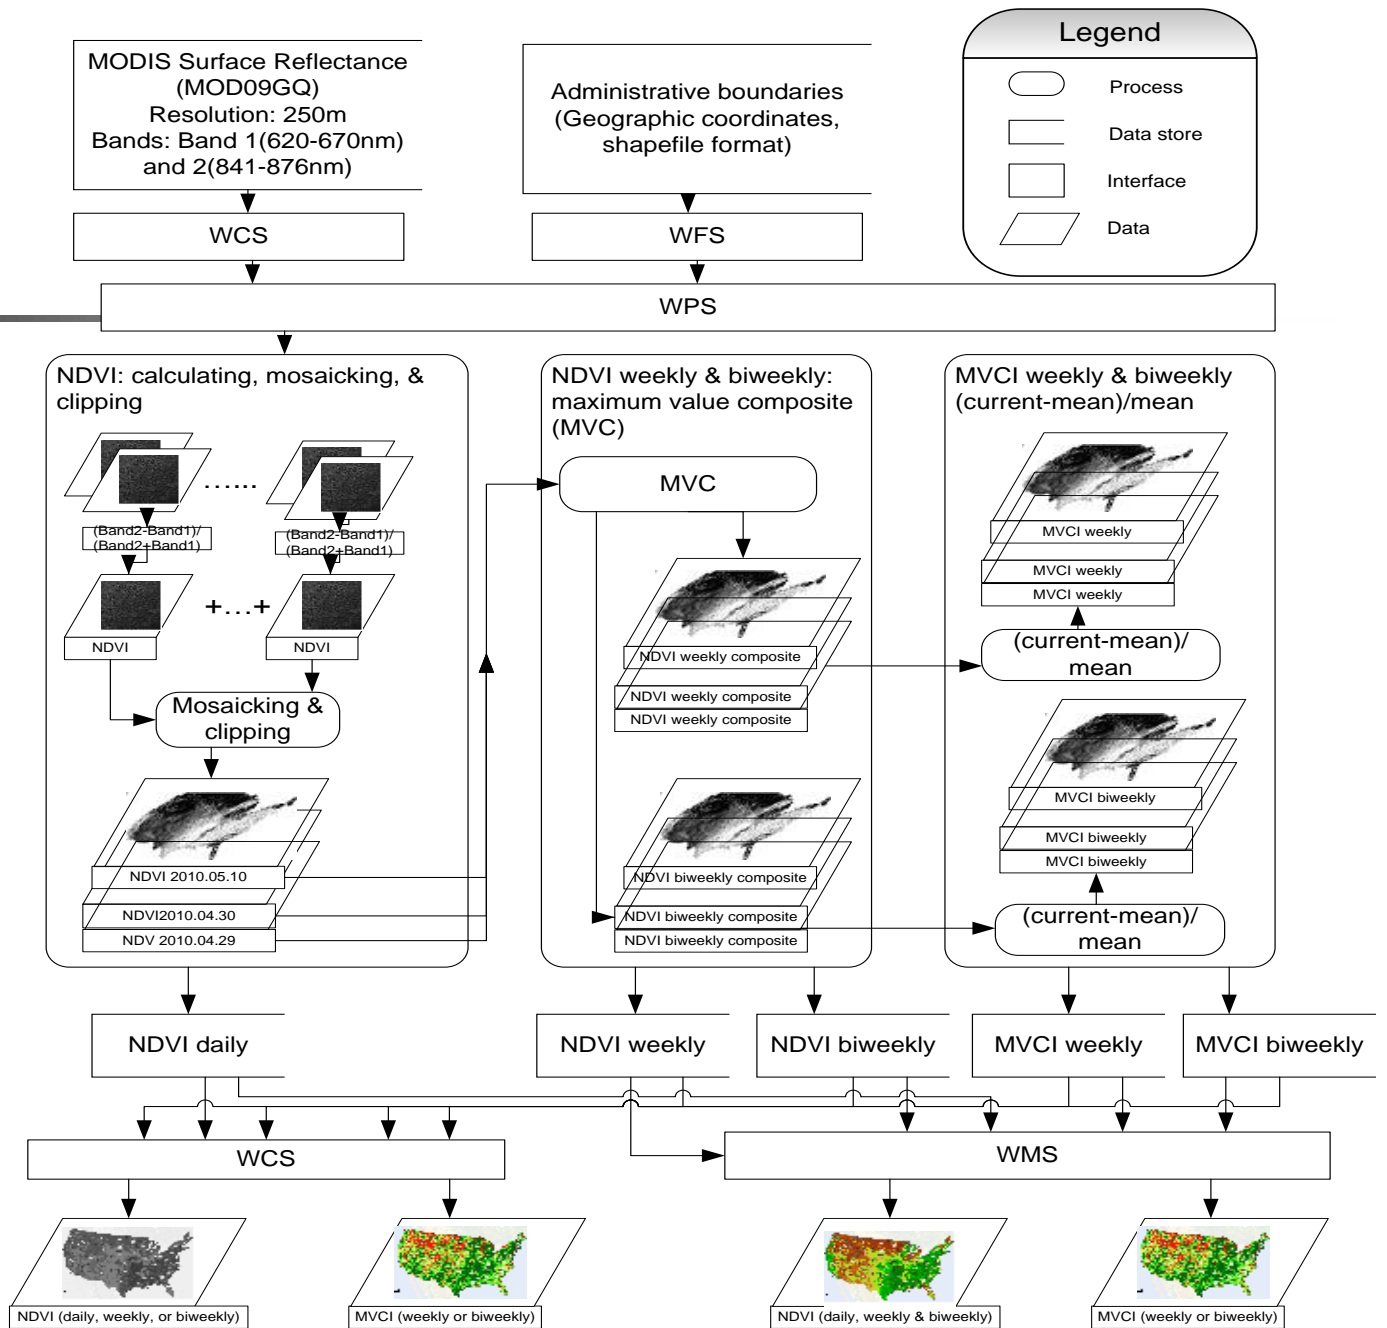 MODIS Surface Reflectance
(MOD09GQ)
Resolution: 250m
Bands: Band 1(620-670nm)
and 2(841-876nm)
Administrative boundaries
(Geographic coordinates,
shapefile format)
Legend
Process
Data store
Interface
Data
WCS
WFS
WPS
NDVI: calculating, mosaicking, &
clipping
......
(Band2-Band1)/
(Band2+Band1)
(Band2-Band1)/
(Band2+Band1)
+...+
NDVI
NDVI
Mosaicking &
clipping
NDVI 2010.05.10
NDVI2010.04.30
NDV 2010.04.29
NDVI weekly & biweekly:
maximum value composite
(MVC)
MVC
NDVI weekly composite
NDVI weekly composite
NDVI weekly composite
NDVI biweekly composite
NDVI biweekly composite
NDVI biweekly composite
MVCI weekly & biweekly
(current-mean)/mean
MVCI weekly
MVCI weekly
MVCI weekly
(current-mean)/
mean
MVCI biweekly
MVCI biweekly
MVCI biweekly
(current-mean)/
mean
NDVI daily
NDVI weekly
NDVI biweekly
MVCI weekly
MVCI biweekly
WCS
WMS
NDVI (daily, weekly, or biweekly)
MVCI (weekly or biweekly)
NDVI (daily, weekly & biweekly)
MVCI (weekly or biweekly)